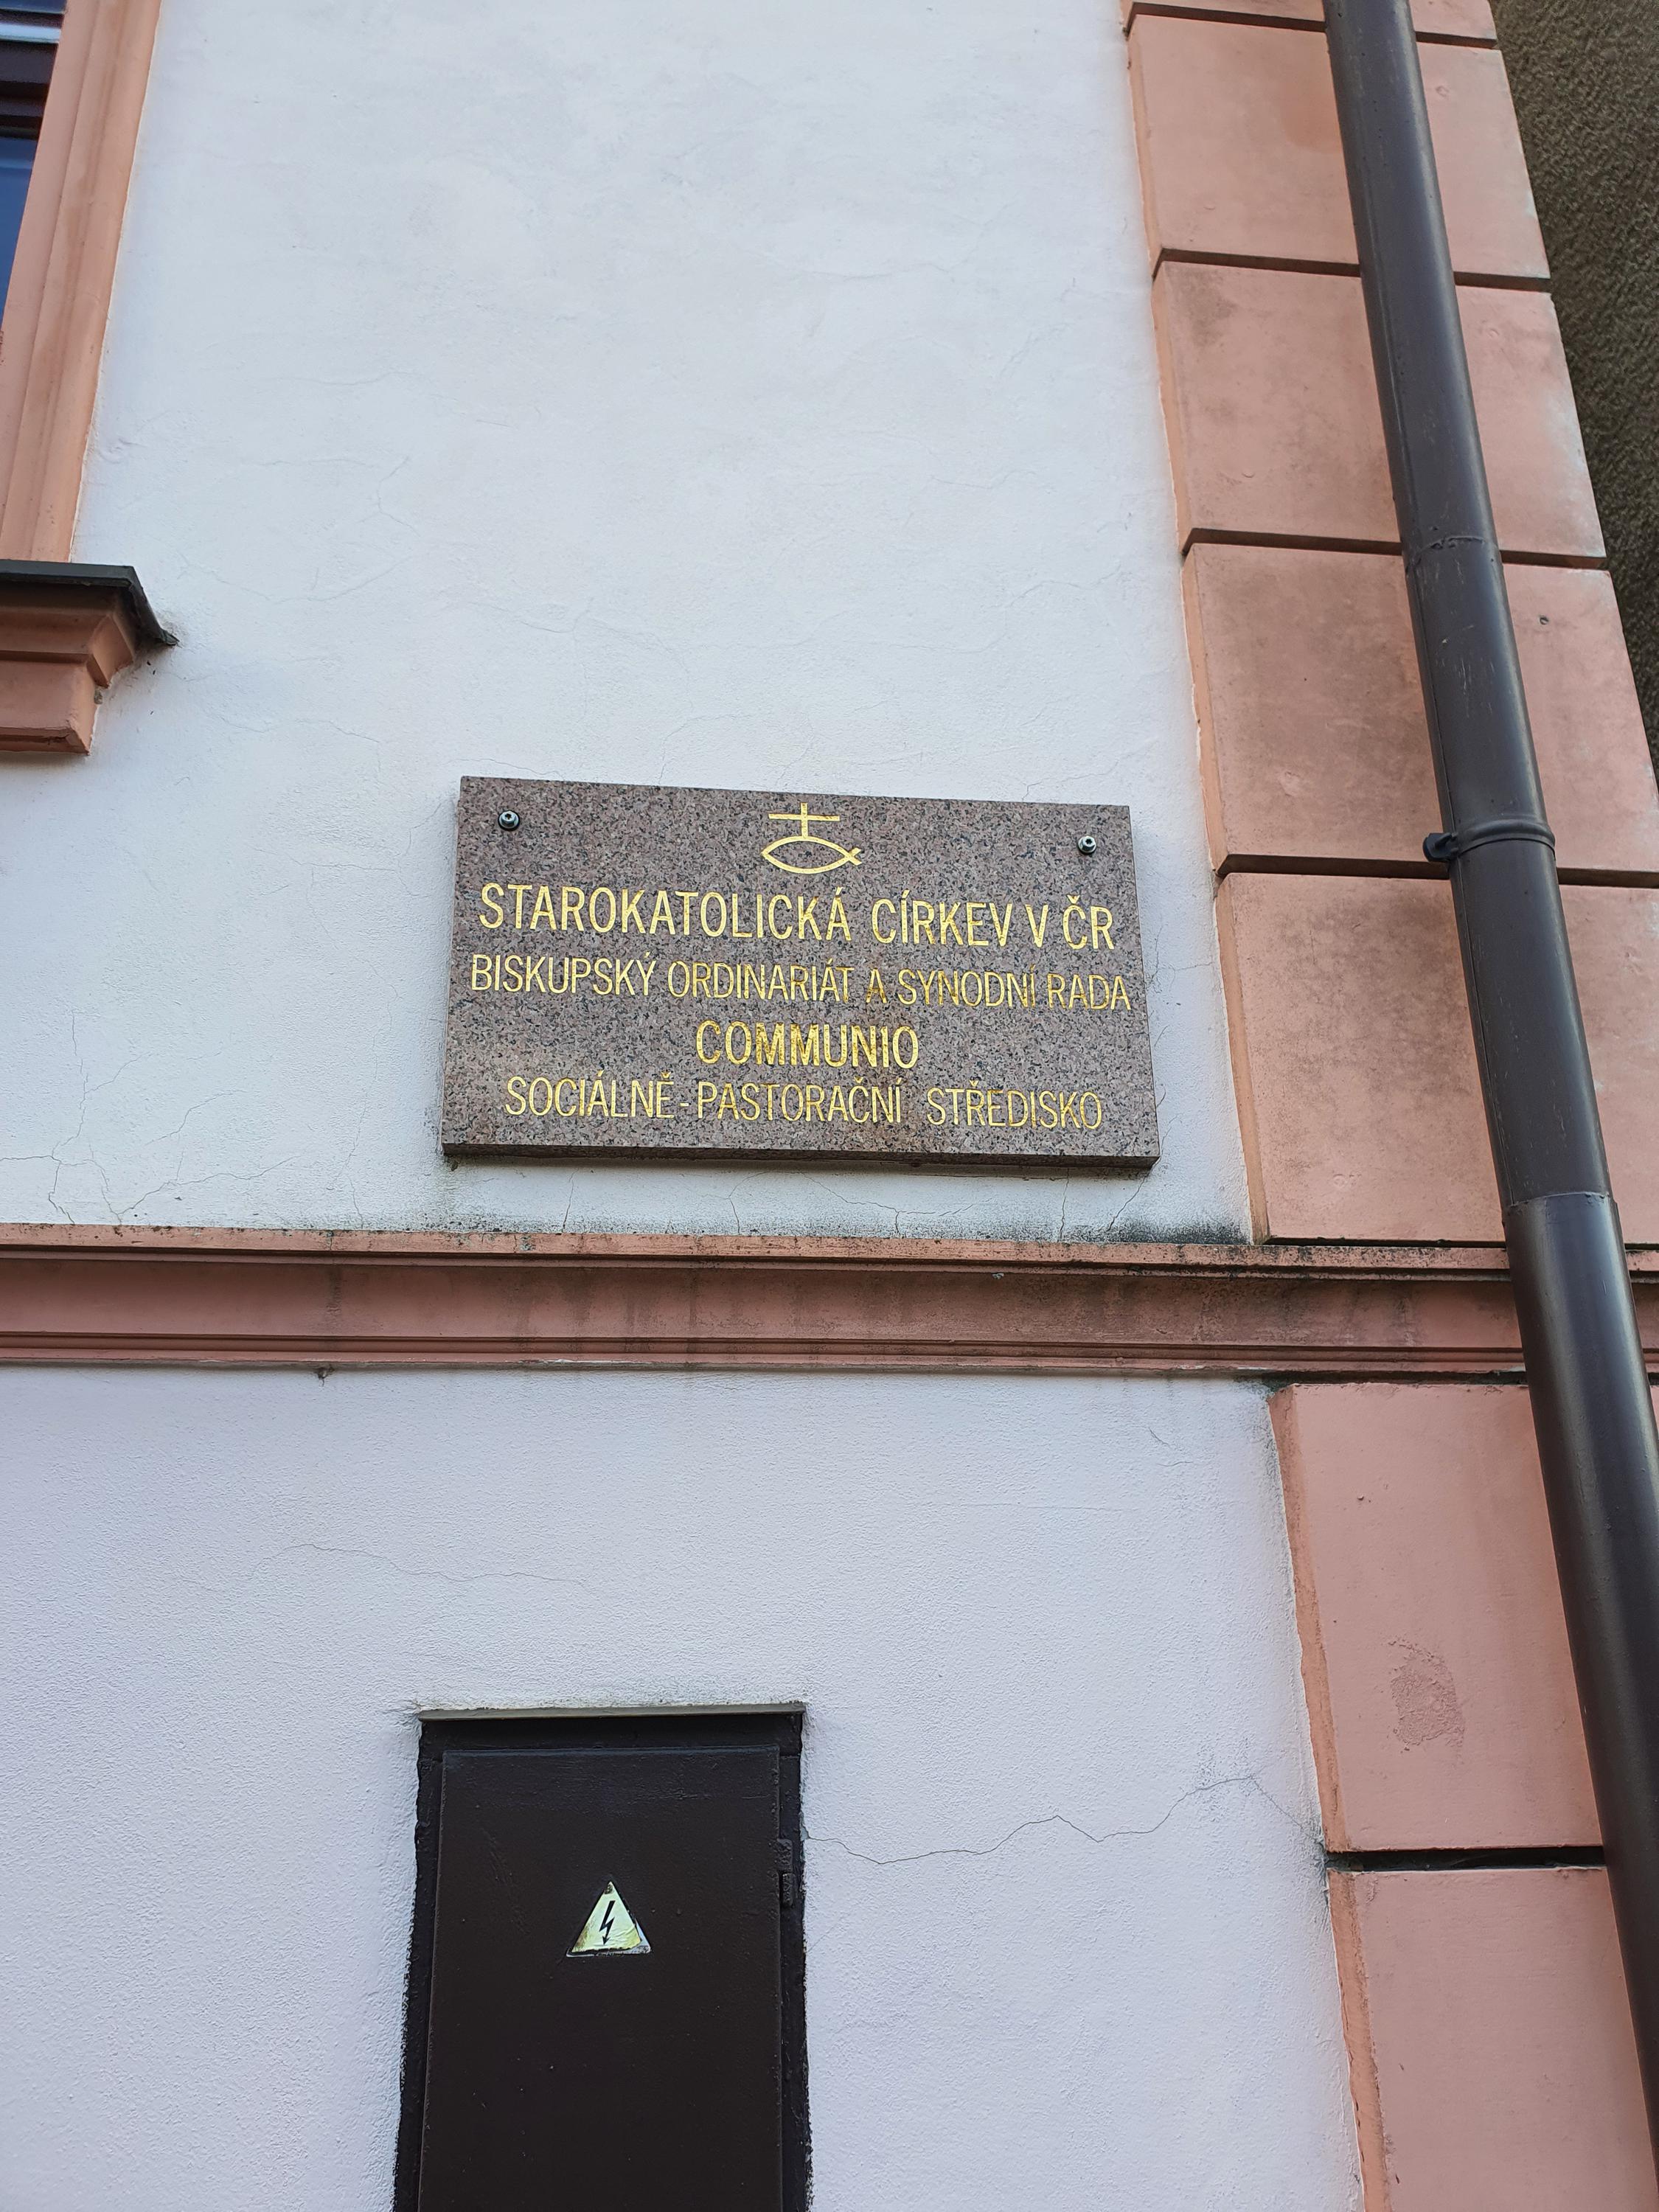 STAROKATOLICKÁ CÍRKEV V ČR
BISKUPSKÝ ORDINARIÁT A SYNODNÍ RADA
COMMUNIO
SOCIÁLNĚ-PASTORAČNÍ STŘEDISKO